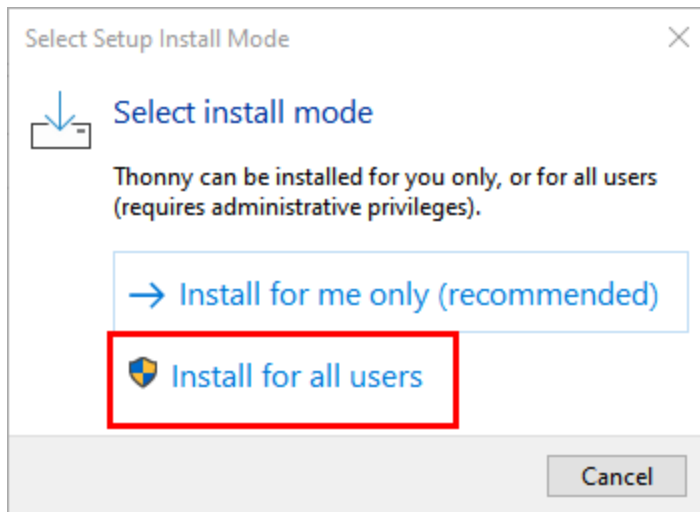 Select Setup Install Mode
Select install mode
Thonny can be installed for you only, or for all users
(requires administrative privileges).
Install for me only (recommended)
Install for all users
Cancel